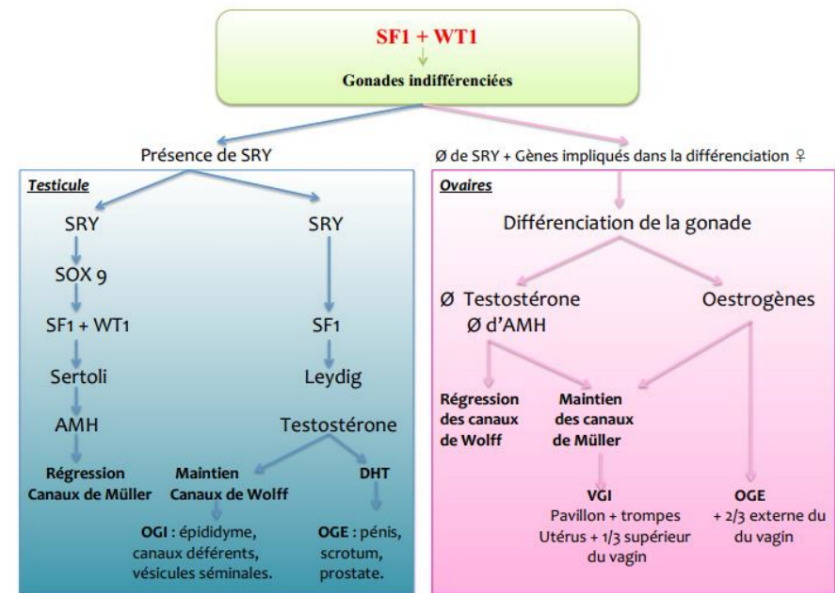 SF1 + WT1
Gonades indifférenciées
Présence de SRY
Ø de SRY + Gènes impliqués dans la différenciation ♀
Testicule
SRY
SRY
SOX 9
SF1 + WT1
SF1
Sertoli
Leydig
AMH
Testostérone
Régression
Canaux de Müller
Maintien
Canaux de Wolff
DHT
OGI : épididyme,
canaux déférents,
vésicules séminales.
OGE : pénis,
scrotum,
prostate.
Ovaires
Différenciation de la gonade
Ø Testostérone
Ø d'AMH
Oestrogènes
Régression
des canaux
de Wolff
Maintien
des canaux
de Müller
VGI
Pavillon + trompes
Utérus + 1/3 supérieur
du vagin
OGE
+ 2/3 externe du
du vagin